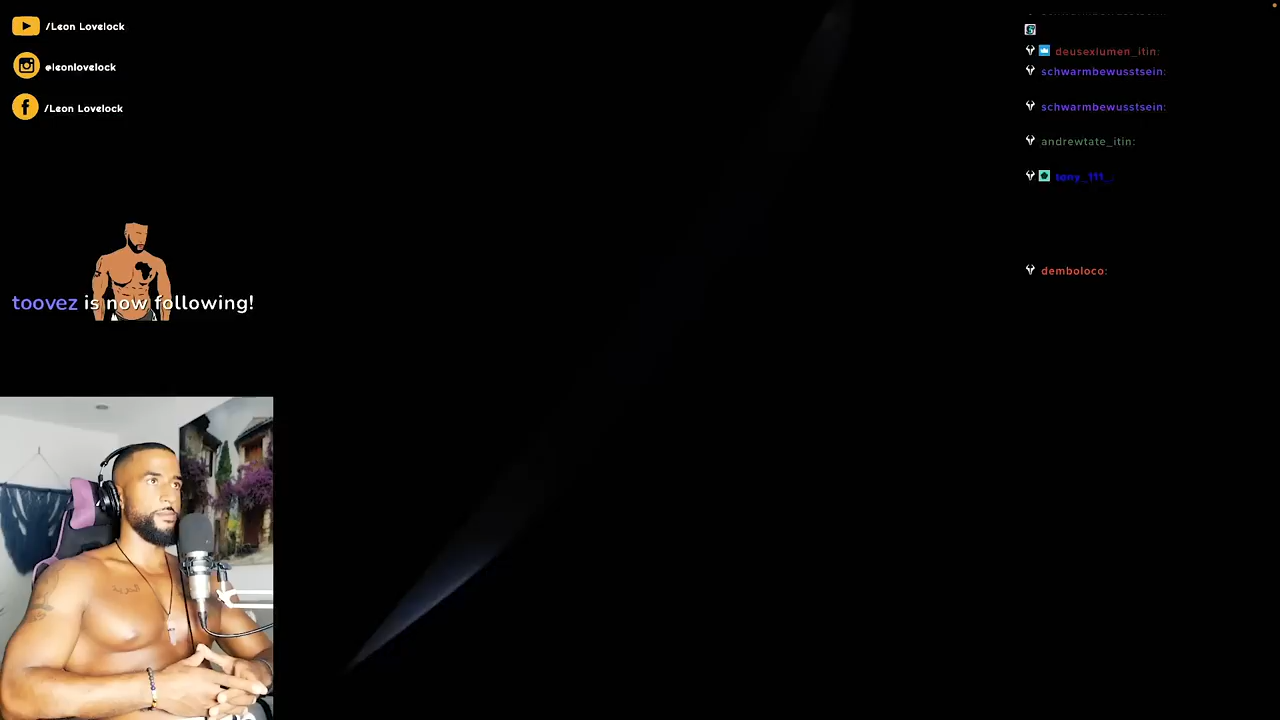 /Leon Lovelock
@leonlovelock
/Leon Lovelock
deusexlumen_itin:
schwarmbewusstsein:
schwarmbewusstsein:
andrewtate_itin:
tony_111_:
demboloco:
toovez is now following!